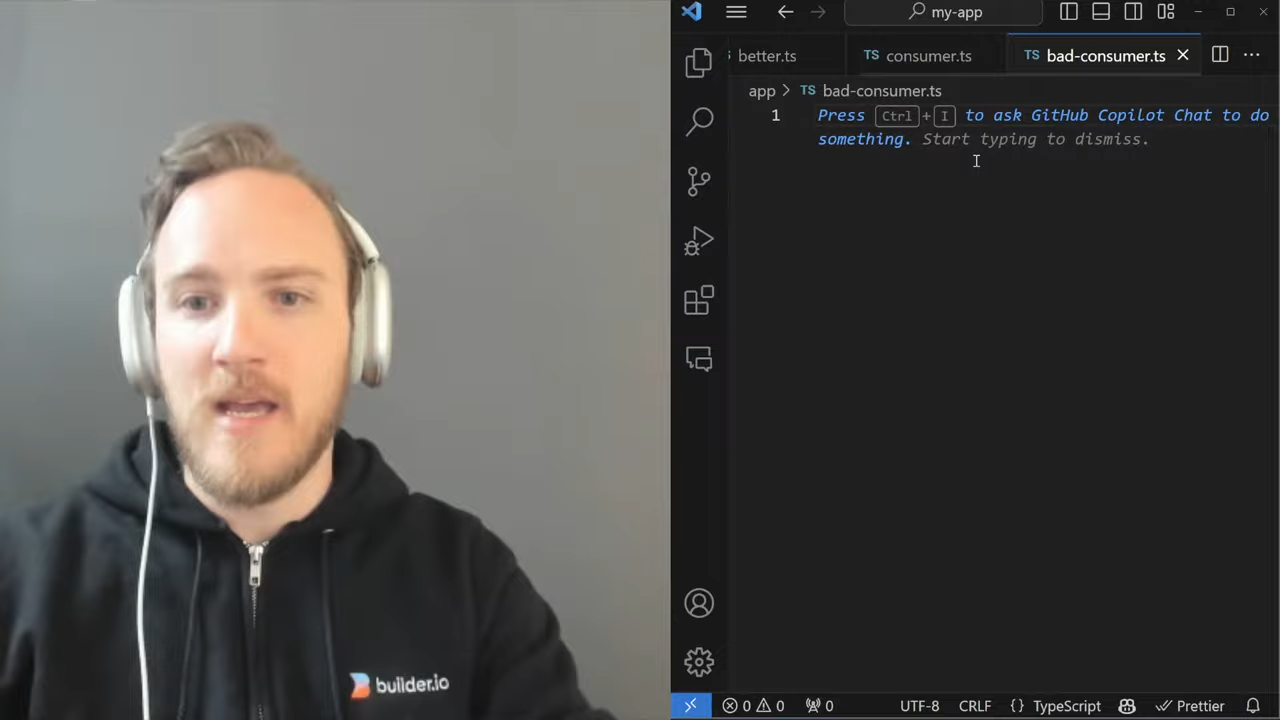 my-app
better.ts
TS consumer.ts
TS bad-consumer.ts
app > TS bad-consumer.ts
1 Press Ctrl+I to ask GitHub Copilot Chat to do
something. Start typing to dismiss.
builder.io
0 0 0 UTF-8 CRLF {} TypeScript Prettier